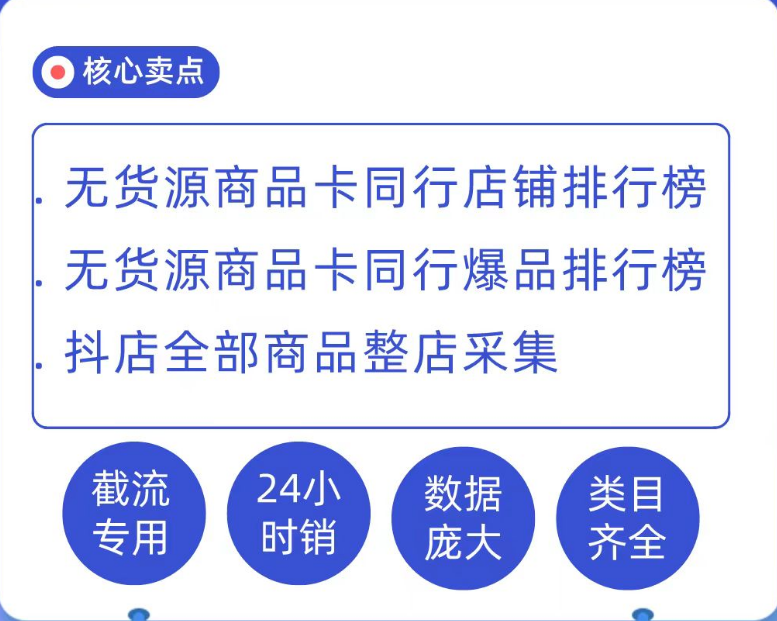 核心卖点
. 无货源商品卡同行店铺排行榜
. 无货源商品卡同行爆品排行榜
. 抖店全部商品整店采集
截流
专用
24小
时销
数据
庞大
类目
齐全